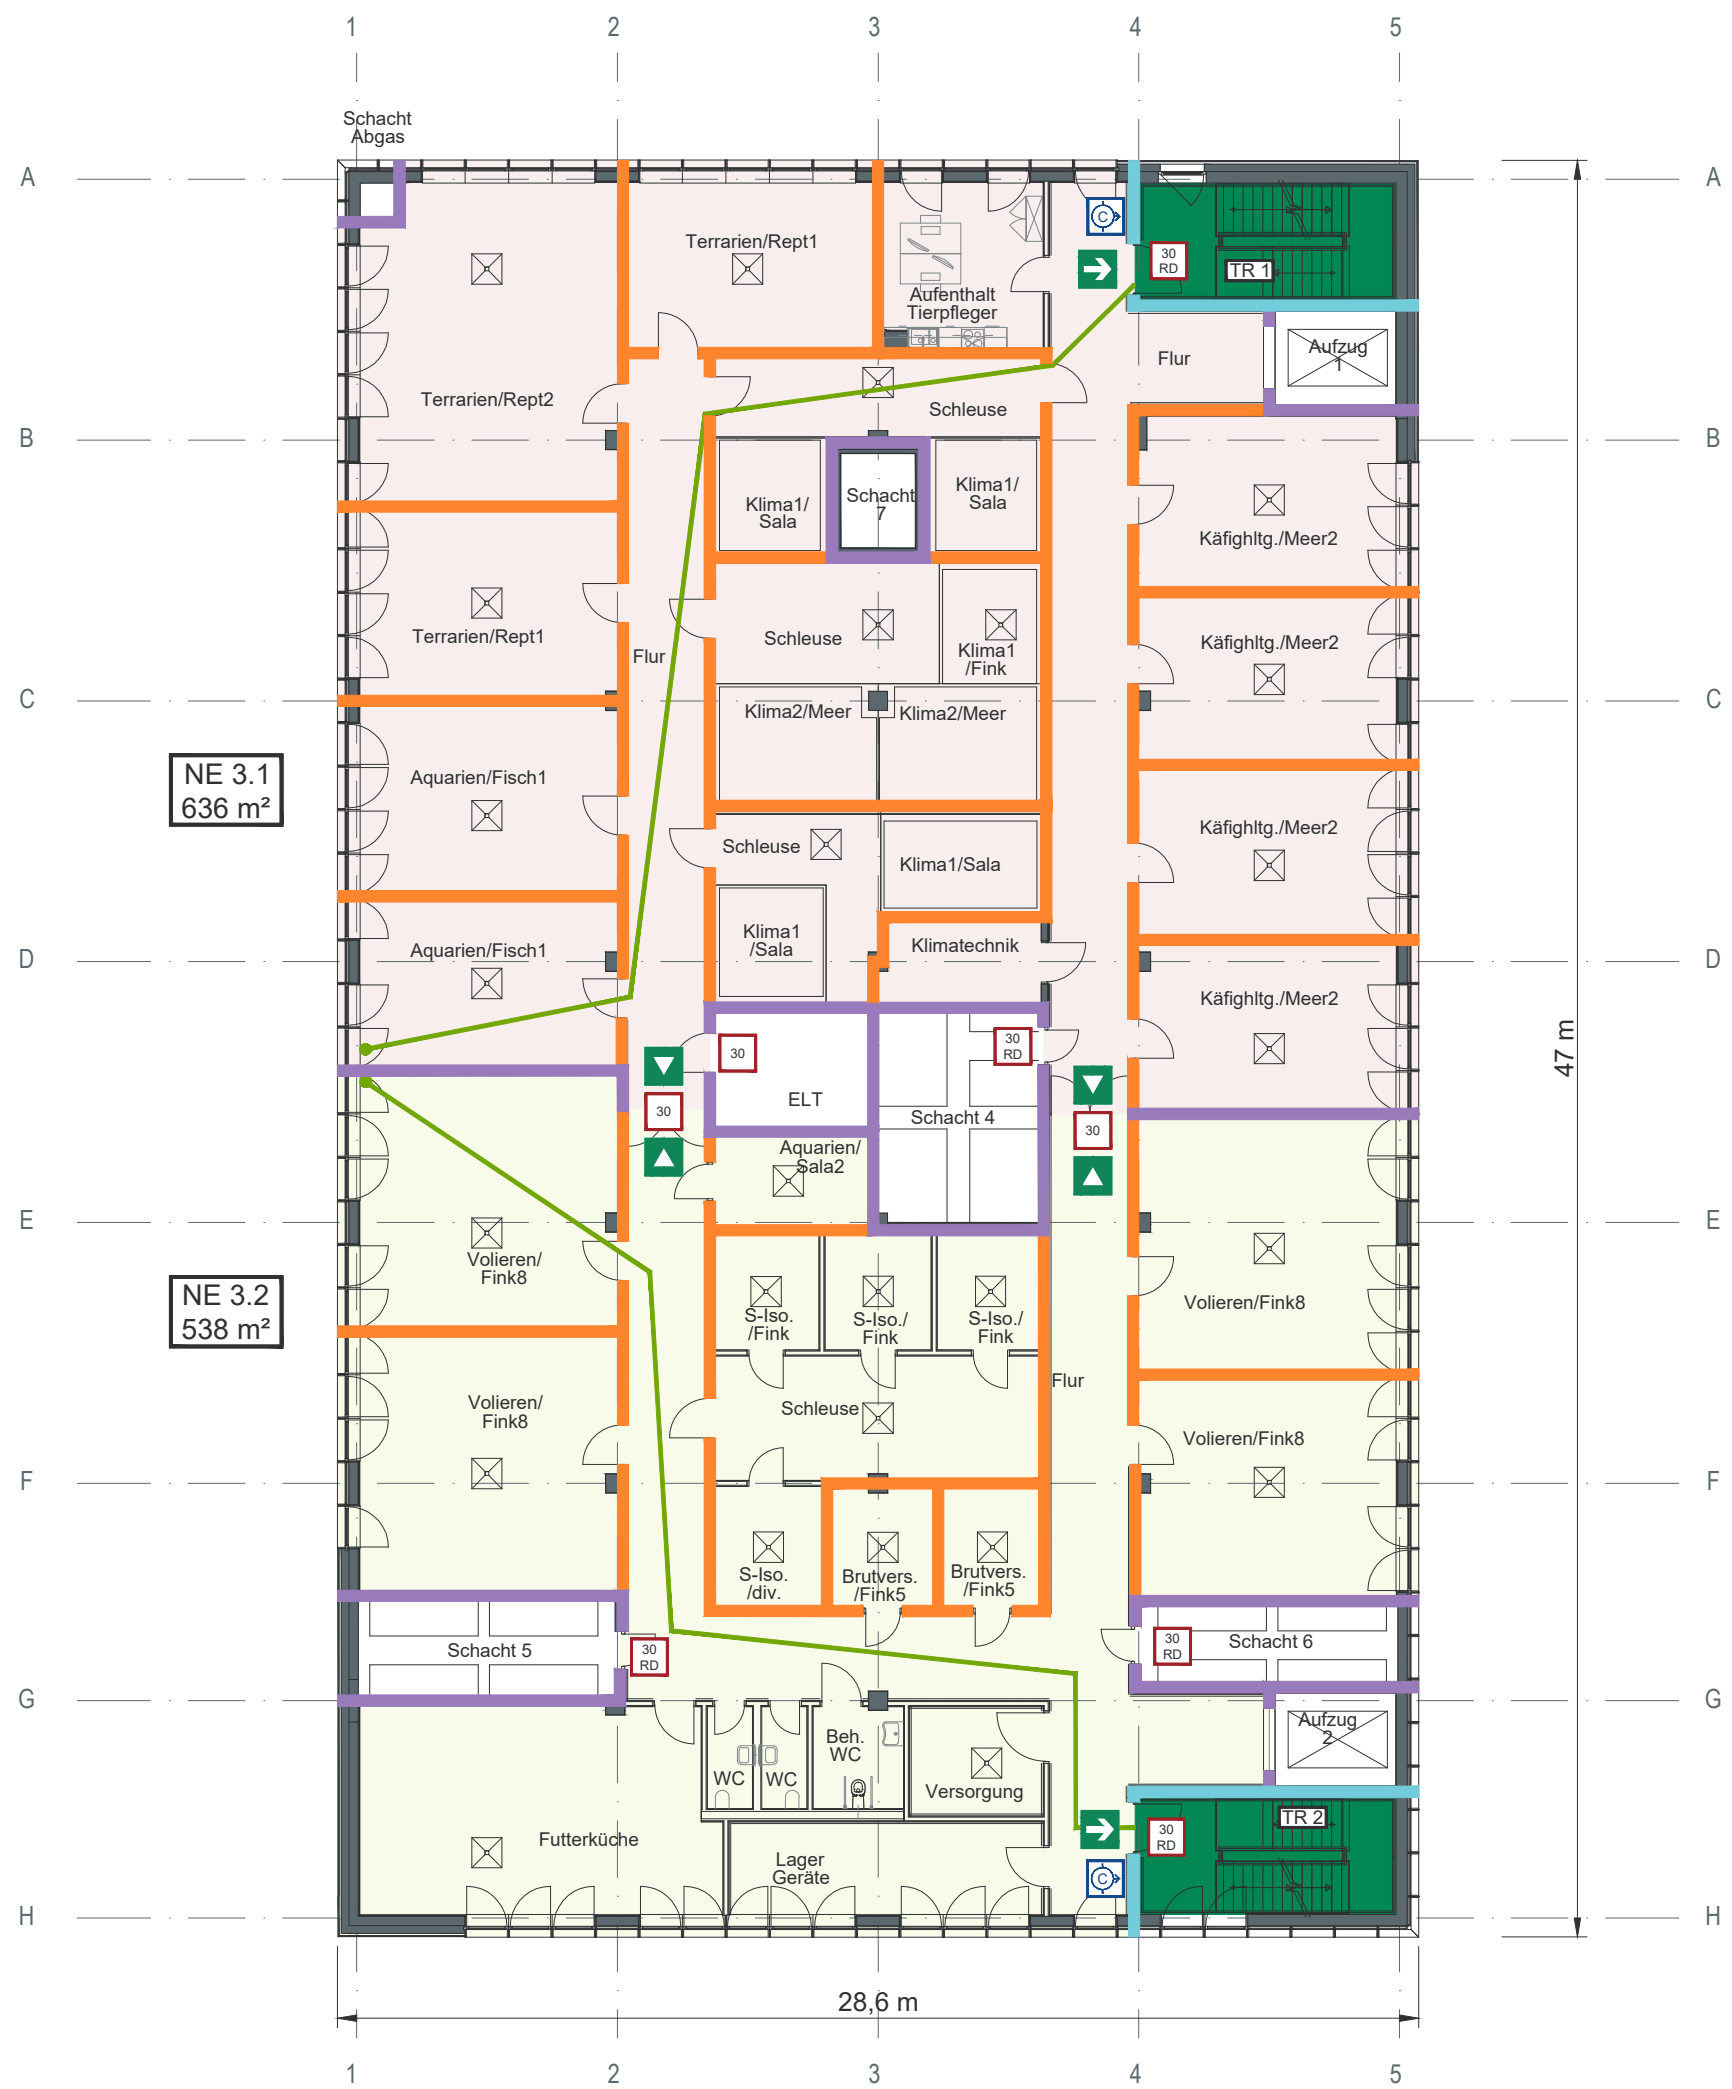 1 2 3 4 5
Schacht
Abgas
A A
Terrarien/Rept1
C
30
RD
TR 1
Aufenthalt
Tierpfleger
Flur
Aufzug
1
Terrarien/Rept2
Schleuse
B B
Klima1/
Sala
Schacht
7
Klima1/
Sala
Käfighltg./Meer2
Terrarien/Rept1
Schleuse
Klima1
/Fink
Käfighltg./Meer2
Flur
C C
Klima2/Meer
Klima2/Meer
NE 3.1
636 m²
Aquarien/Fisch1
Käfighltg./Meer2
Schleuse
Klima1/Sala
Aquarien/Fisch1
Klima1
/Sala
Klimatechnik
D D
Käfighltg./Meer2
30
30
RD
47 m
ELT
30
Schacht 4
30
Aquarien/
Sala2
E E
Volieren/
Fink8
NE 3.2
538 m²
S-Iso.
/Fink
S-Iso./
Fink
S-Iso./
Fink
Volieren/Fink8
Flur
Volieren/
Fink8
Schleuse
Volieren/Fink8
F F
S-Iso.
/div.
Brutvers.
/Fink5
Brutvers.
/Fink5
Schacht 5
30
RD
30
RD
Schacht 6
G G
Aufzug
2
Beh.
WC
WC
WC
Versorgung
TR 2
30
RD
Futterküche
Lager
Geräte
C
H H
28,6 m
1 2 3 4 5